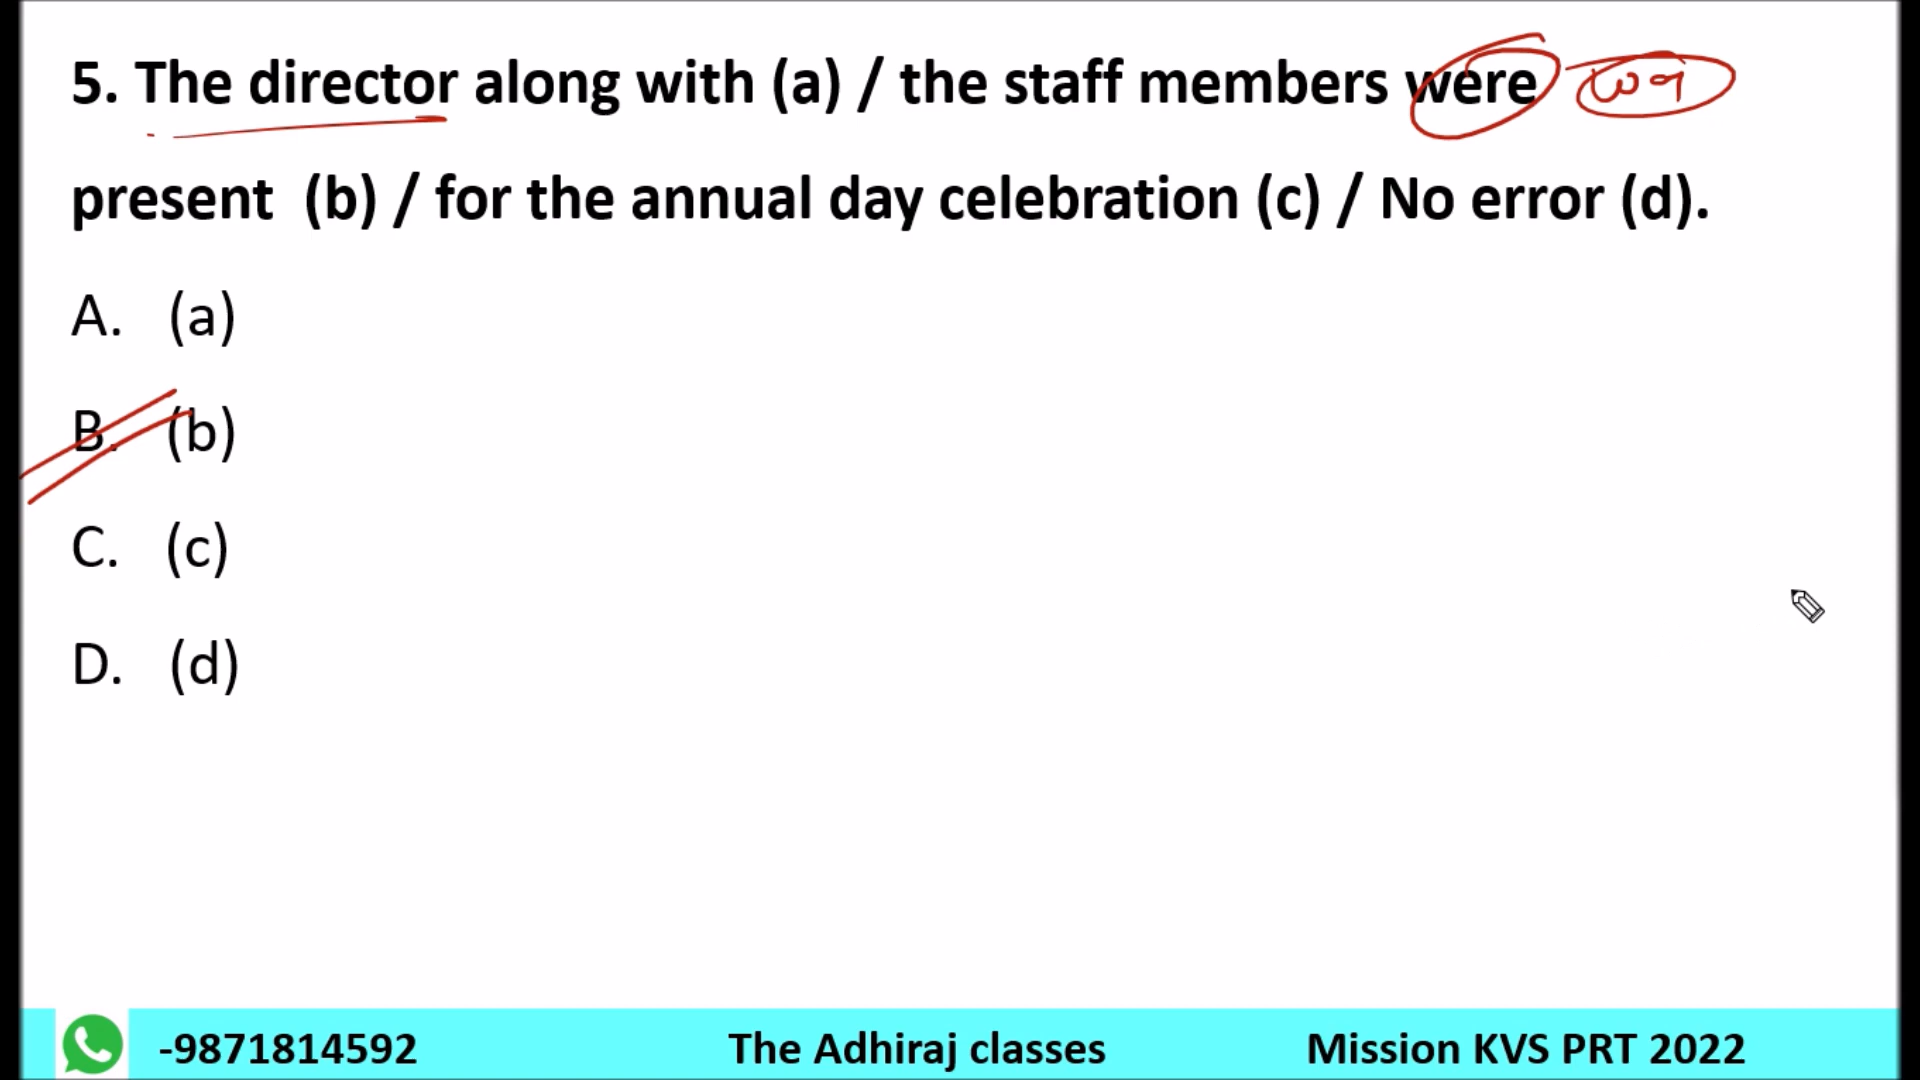 5. The director along with (a) / the staff members were
present (b) / for the annual day celebration (c) / No error (d).
A. (a)
B. (b)
C. (c)
D. (d)
-9871814592 The Adhiraj classes Mission KVS PRT 2022